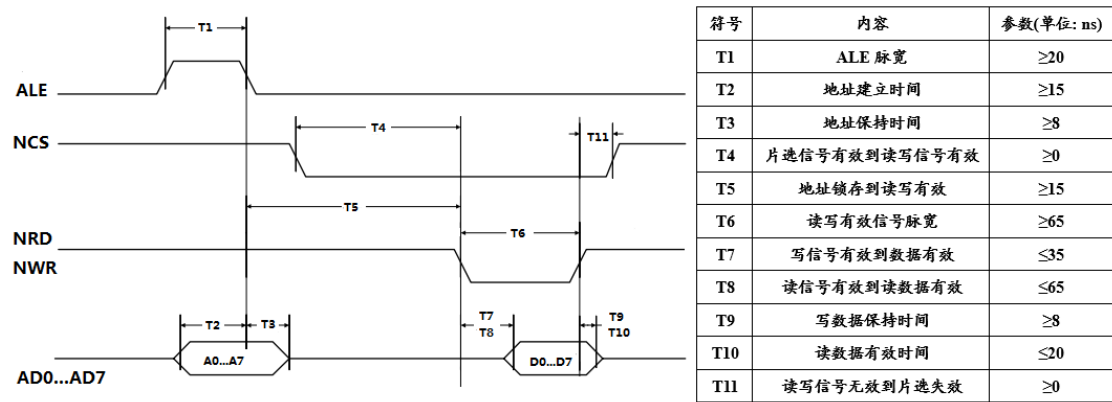 T1
ALE
NCS
T4
T11
T5
NRD
NWR
T6
T2
T3
T7
T8
T9
T10
A0...A7
D0...D7
AD0...AD7
符号 内容 参数(单位: ns)
T1 ALE 脉宽 ≥20
T2 地址建立时间 ≥15
T3 地址保持时间 ≥8
T4 片选信号有效到读写信号有效 ≥0
T5 地址锁存到读写有效 ≥15
T6 读写有效信号脉宽 ≥65
T7 写信号有效到数据有效 ≤35
T8 读信号有效到读数据有效 ≤65
T9 写数据保持时间 ≥8
T10 读数据有效时间 ≤20
T11 读写信号无效到片选失效 ≥0